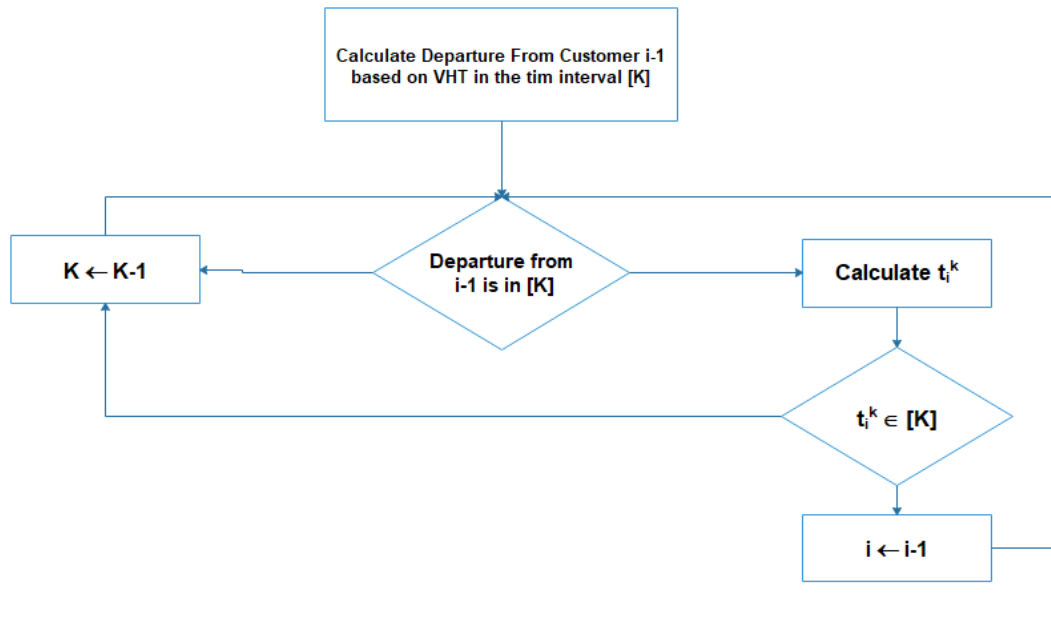 Calculate Departure From Customer i-1
based on VHT in the tim interval [K]
K ← K-1
Departure from
i-1 is in [K]
Calculate tᵢᵏ
tᵢᵏ ∈ [K]
i ← i-1